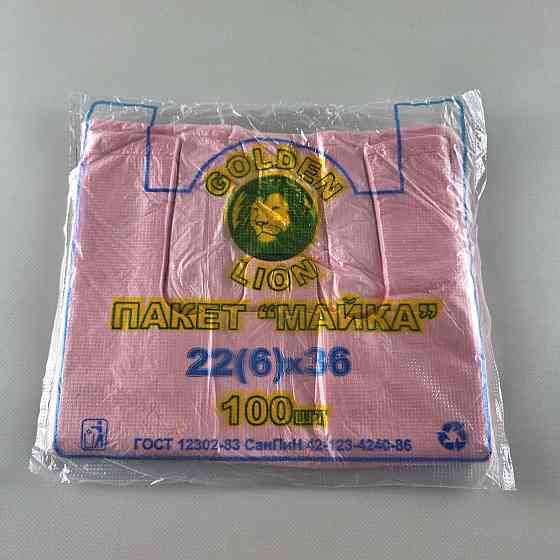 GOLDEN
LION
ПАКЕТ “МАЙКА”
22(6)х36
100шт
ГОСТ 12302-83 СанПиН 42-123-4240-86